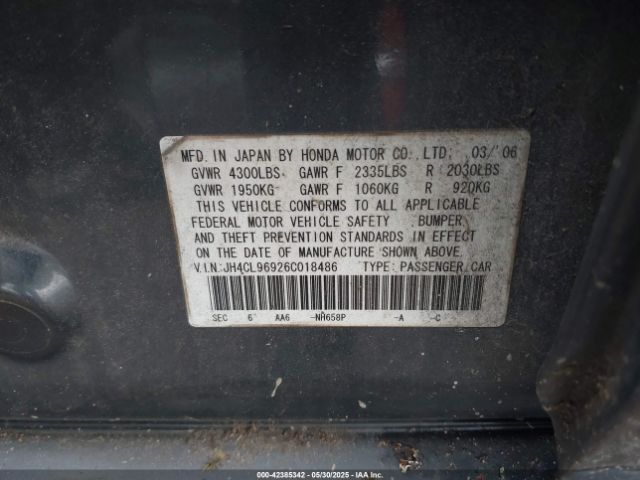 MFD. IN JAPAN BY HONDA MOTOR CO.,LTD; 03/'06
GVWR 4300LBS GAWR F 2335LBS R 2030LBS
GVWR 1950KG GAWR F 1060KG R 920KG
THIS VEHICLE CONFORMS TO ALL APPLICABLE
FEDERAL MOTOR VEHICLE SAFETY , BUMPER,
AND THEFT PREVENTION STANDARDS IN EFFECT
ON THE DATE OF MANUFACTURE SHOWN ABOVE.
V.I.N:JH4CL96926C018486 TYPE: PASSENGER CAR
SEC 6 AA6 -NH658P -A -C
000-42385342 - 05/30/2025 - IAA Inc.